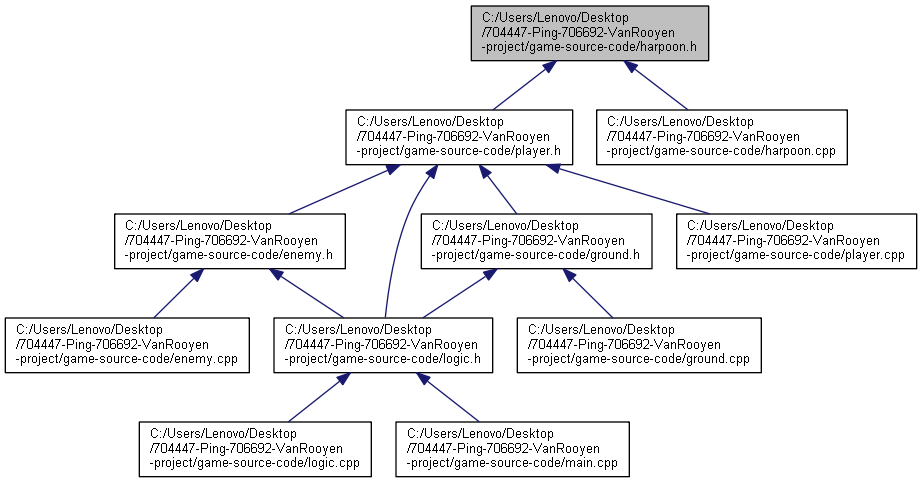 C:/Users/Lenovo/Desktop
/704447-Ping-706692-VanRooyen
-project/game-source-code/harpoon.h
C:/Users/Lenovo/Desktop
/704447-Ping-706692-VanRooyen
-project/game-source-code/player.h
C:/Users/Lenovo/Desktop
/704447-Ping-706692-VanRooyen
-project/game-source-code/harpoon.cpp
C:/Users/Lenovo/Desktop
/704447-Ping-706692-VanRooyen
-project/game-source-code/enemy.h
C:/Users/Lenovo/Desktop
/704447-Ping-706692-VanRooyen
-project/game-source-code/ground.h
C:/Users/Lenovo/Desktop
/704447-Ping-706692-VanRooyen
-project/game-source-code/player.cpp
C:/Users/Lenovo/Desktop
/704447-Ping-706692-VanRooyen
-project/game-source-code/enemy.cpp
C:/Users/Lenovo/Desktop
/704447-Ping-706692-VanRooyen
-project/game-source-code/logic.h
C:/Users/Lenovo/Desktop
/704447-Ping-706692-VanRooyen
-project/game-source-code/ground.cpp
C:/Users/Lenovo/Desktop
/704447-Ping-706692-VanRooyen
-project/game-source-code/logic.cpp
C:/Users/Lenovo/Desktop
/704447-Ping-706692-VanRooyen
-project/game-source-code/main.cpp